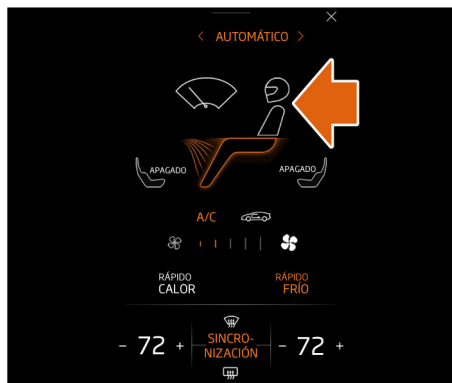 AUTOMÁTICO
APAGADO
APAGADO
A/C
RÁPIDO
CALOR
RÁPIDO
FRÍO
- 72 +
SINCRO-
NIZACIÓN
- 72 +